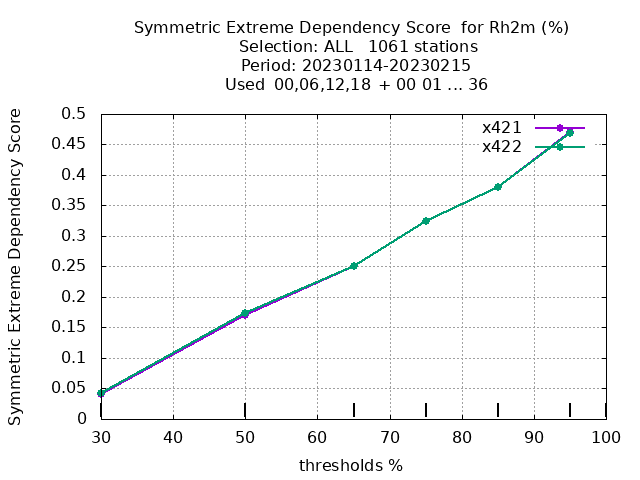 Symmetric Extreme Dependency Score  for Rh2m (%)
Selection: ALL   1061 stations
Period: 20230114-20230215
Used  00,06,12,18  + 00 01 ... 36
Symmetric Extreme Dependency Score
0.5
0.45
0.4
0.35
0.3
0.25
0.2
0.15
0.1
0.05
0
x421
x422
30 40 50 60 70 80 90 100
thresholds %